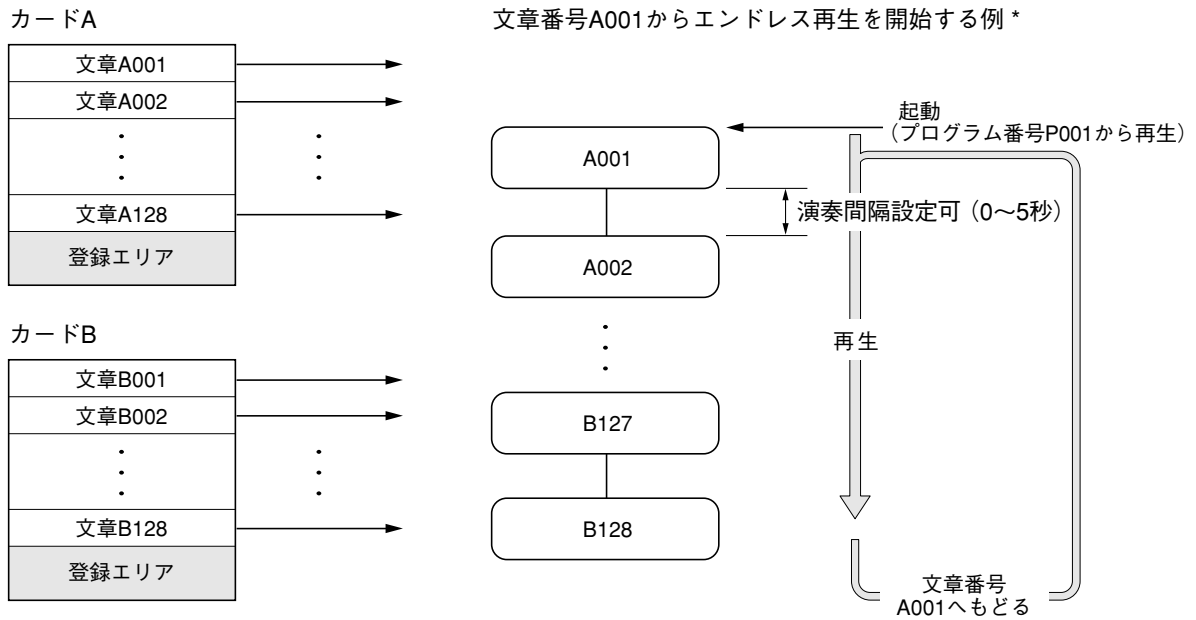 カードA
文章A001
文章A002
文章A128
登録エリア
カードB
文章B001
文章B002
文章B128
登録エリア
文章番号A001からエンドレス再生を開始する例 *
起動
（プログラム番号P001から再生）
A001
演奏間隔設定可（0〜5秒）
A002
再生
B127
B128
文章番号
A001へもどる